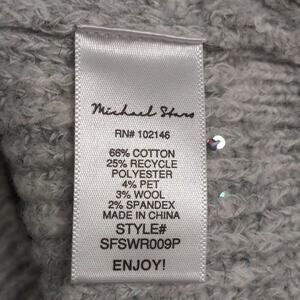 Michael Stars
RN# 102146
66% COTTON
25% RECYCLE
POLYESTER
4% PET
3% WOOL
2% SPANDEX
MADE IN CHINA
STYLE#
SFSWR009P
ENJOY!